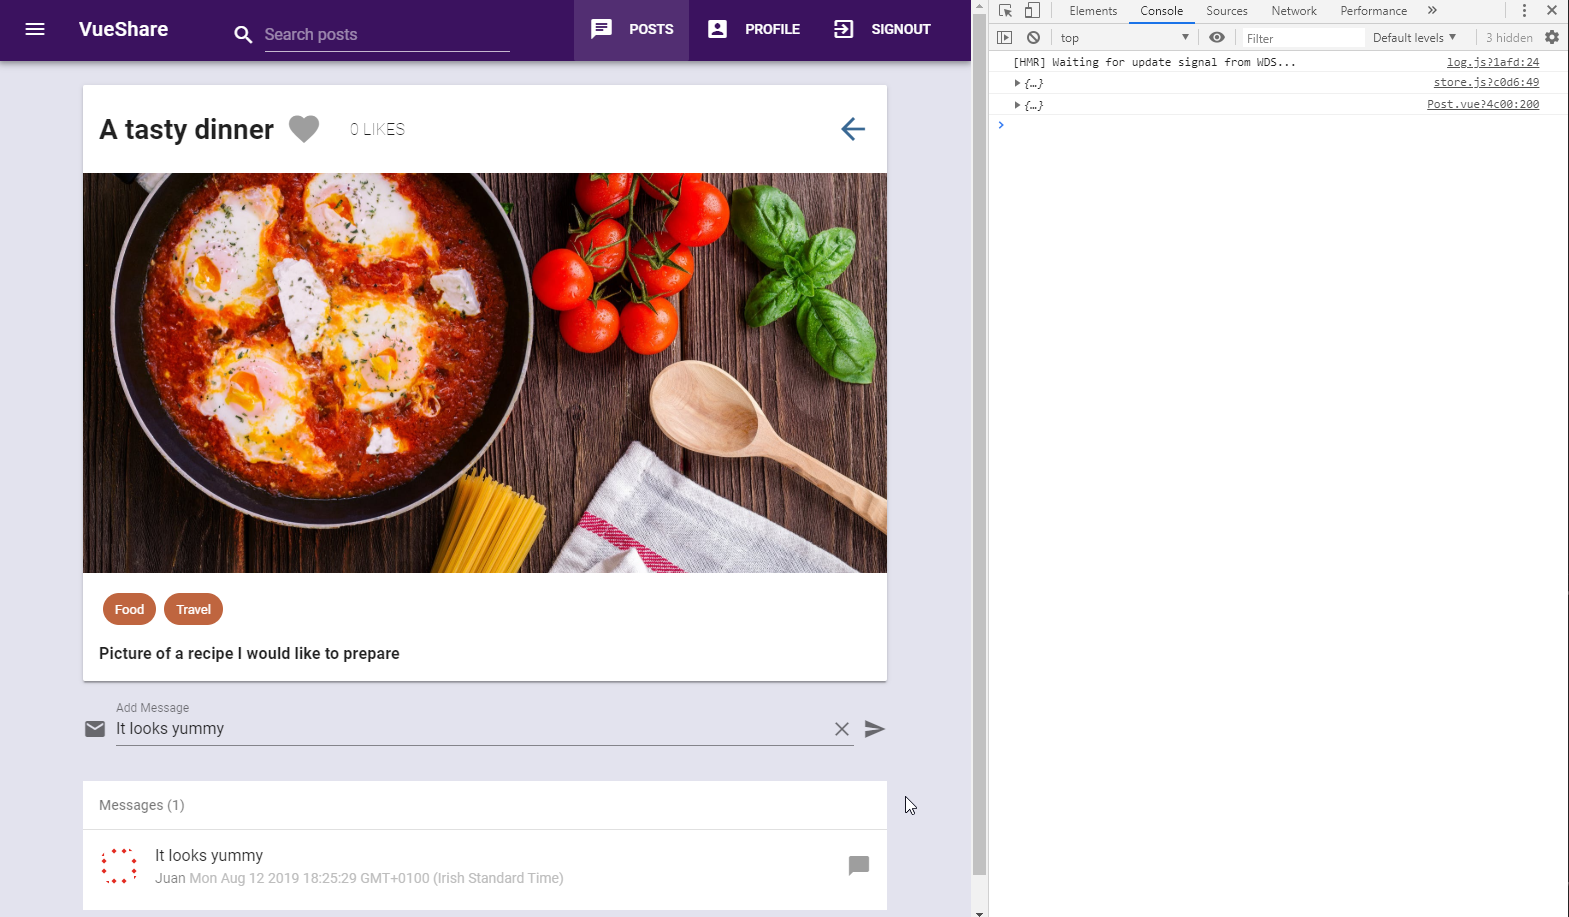 VueShare
Search posts
POSTS
PROFILE
SIGNOUT
A tasty dinner
0 LIKES
Food
Travel
Picture of a recipe I would like to prepare
Add Message
It looks yummy
Messages (1)
It looks yummy
Juan Mon Aug 12 2019 18:25:29 GMT+0100 (Irish Standard Time)
Elements Console Sources Network Performance »
top Filter Default levels 3 hidden
[HMR] Waiting for update signal from WDS... log.js?1afd:24
{…} store.js?c0d6:49
{…} Post.vue?4c00:200